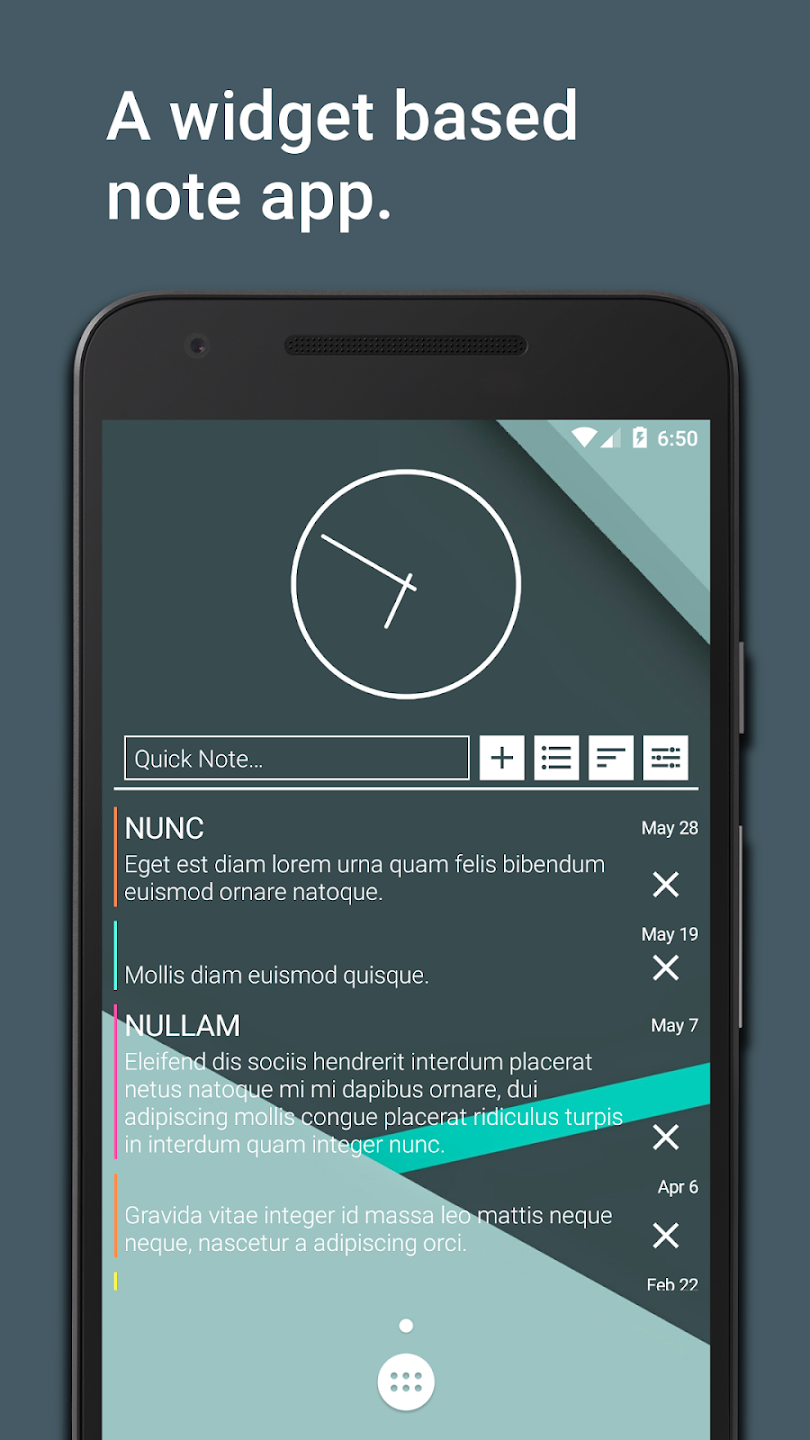 A widget based
note app.
6:50
Quick Note...
NUNC
May 28
Eget est diam lorem urna quam felis bibendum
euismod ornare natoque.
May 19
Mollis diam euismod quisque.
NULLAM
May 7
Eleifend dis sociis hendrerit interdum placerat
netus natoque mi mi dapibus ornare, dui
adipiscing mollis congue placerat ridiculus turpis
in interdum quam integer nunc.
Apr 6
Gravida vitae integer id massa leo mattis neque
neque, nascetur a adipiscing orci.
Feb 22